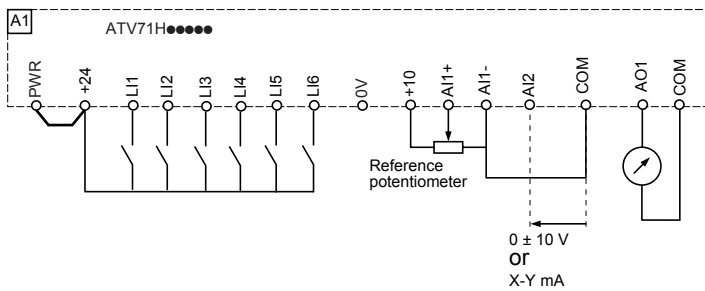 A1
ATV71H●●●●●
PWR
+24
LI1
LI2
LI3
LI4
LI5
LI6
0V
+10
AI1+
AI1-
AI2
COM
AO1
COM
Reference
potentiometer
0 ± 10 V
or
X-Y mA